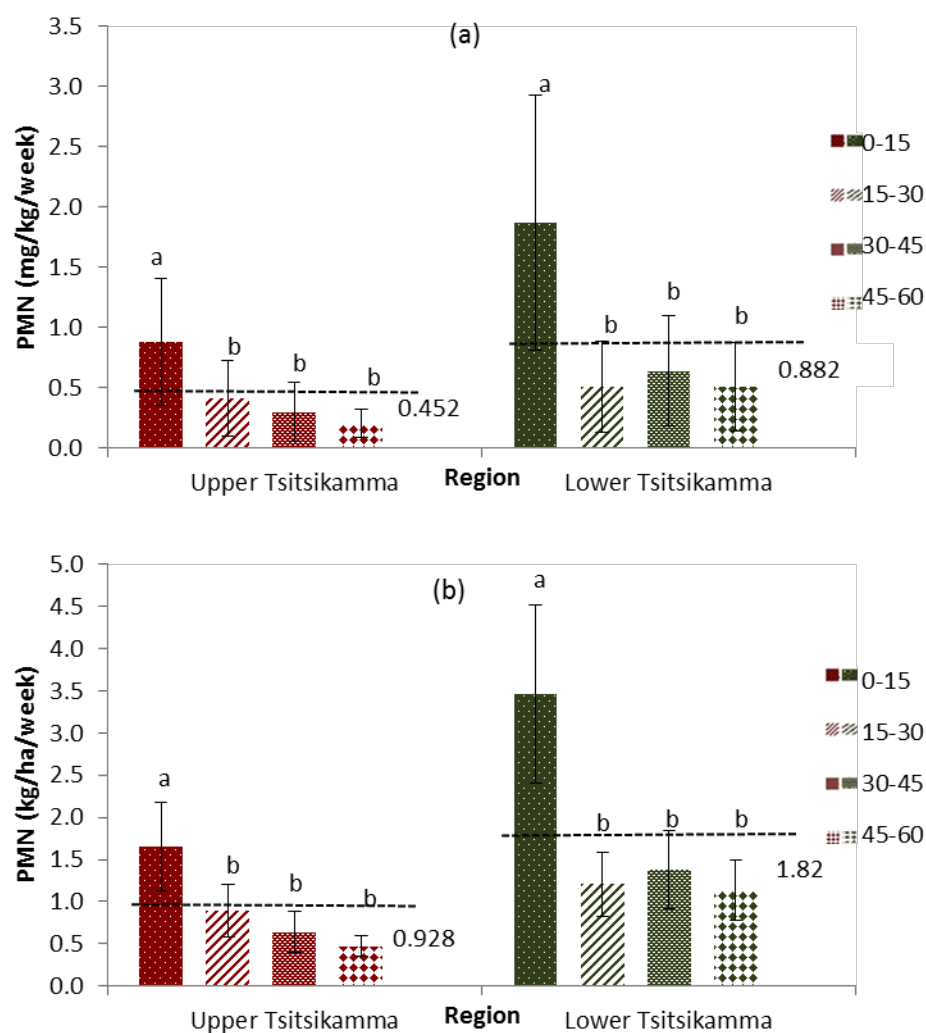 (a)
PMN (mg/kg/week)
3.5
3.0
2.5
2.0
1.5
1.0
0.5
0.0
a
b
b
b
0.452
a
b
b
b
0.882
0-15
15-30
30-45
45-60
Upper Tsitsikamma
Region
Lower Tsitsikamma
(b)
PMN (kg/ha/week)
5.0
4.5
4.0
3.5
3.0
2.5
2.0
1.5
1.0
0.5
0.0
a
b
b
b
0.928
a
b
b
b
1.82
0-15
15-30
30-45
45-60
Upper Tsitsikamma
Region
Lower Tsitsikamma